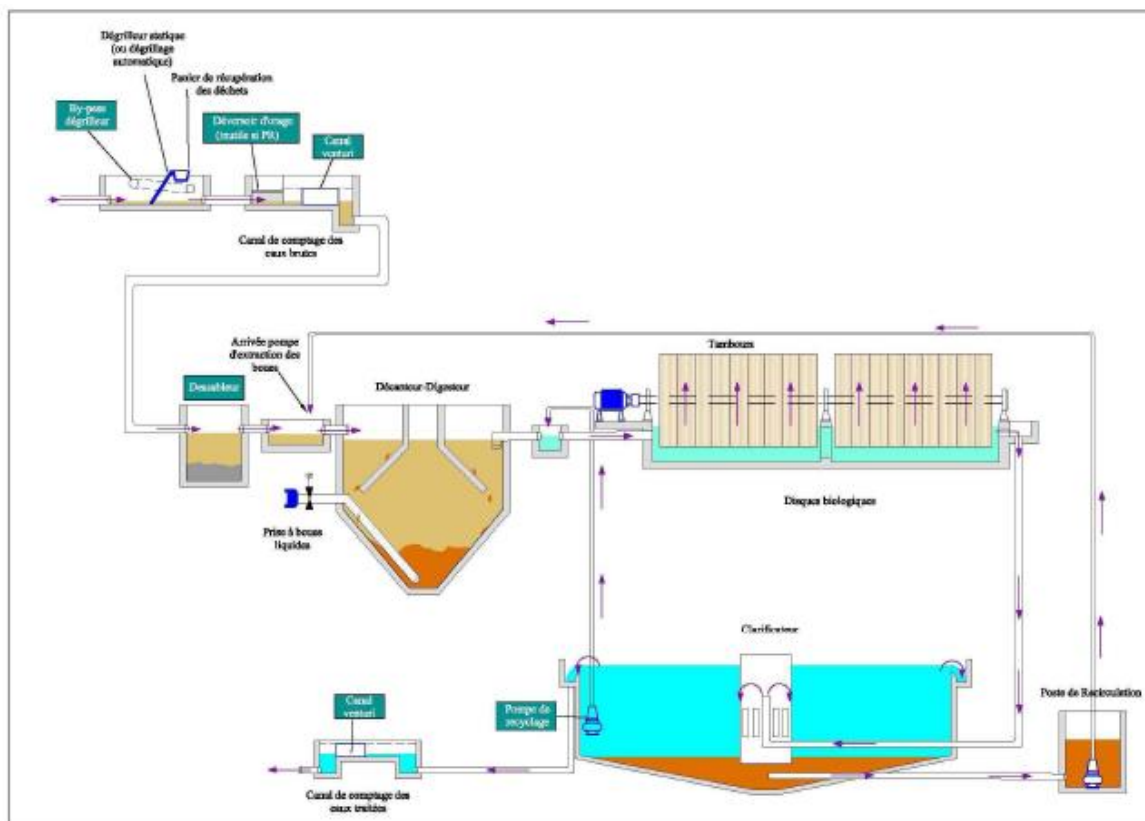 Dégrilleur statique
(ou dégrillage
automatique)
Panier de récupération
des déchets
By-pass
dégrilleur
Déversoir d'orage
(inutile si PR)
Canal
venturi
Canal de comptage des
eaux brutes
Arrivée pompe
d'extraction des
boues
Dessableur
Décanteur-Digesteur
Tambours
Prise à boues
liquides
Disques biologiques
Clarificateur
Poste de Recirculation
Pompe de
recyclage
Canal
venturi
Canal de comptage des
eaux traitées